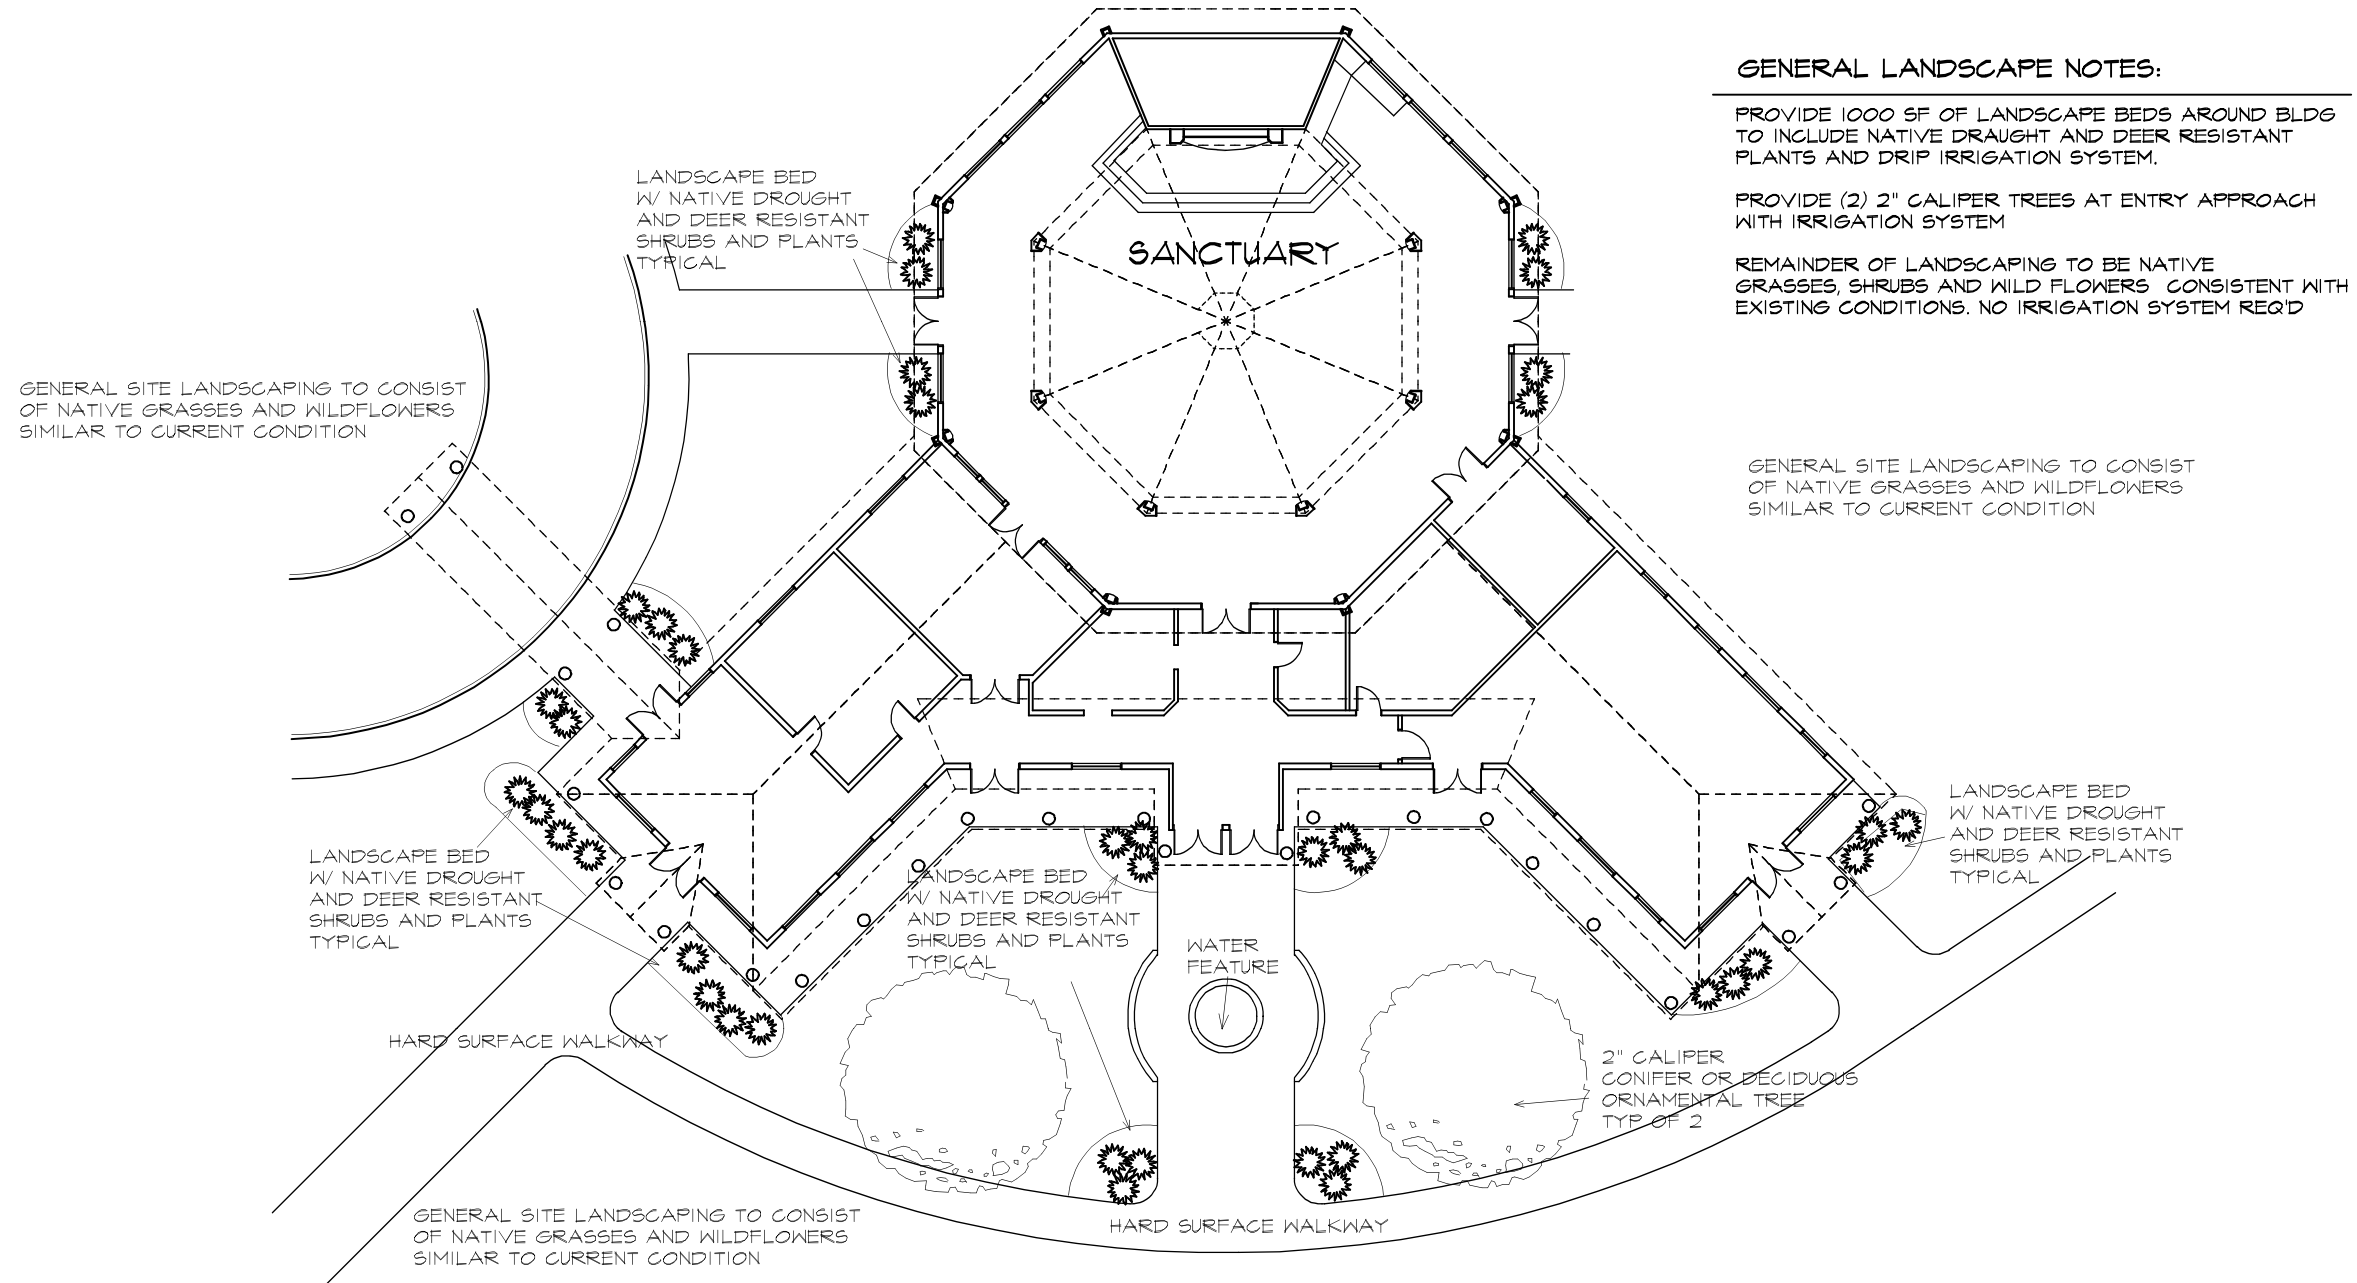 GENERAL LANDSCAPE NOTES:
PROVIDE 1000 SF OF LANDSCAPE BEDS AROUND BLDG
TO INCLUDE NATIVE DRAUGHT AND DEER RESISTANT
PLANTS AND DRIP IRRIGATION SYSTEM.
PROVIDE (2) 2" CALIPER TREES AT ENTRY APPROACH
WITH IRRIGATION SYSTEM
REMAINDER OF LANDSCAPING TO BE NATIVE
GRASSES, SHRUBS AND WILD FLOWERS CONSISTENT WITH
EXISTING CONDITIONS. NO IRRIGATION SYSTEM REQ'D
LANDSCAPE BED
W/ NATIVE DROUGHT
AND DEER RESISTANT
SHRUBS AND PLANTS
TYPICAL
SANCTUARY
GENERAL SITE LANDSCAPING TO CONSIST
OF NATIVE GRASSES AND WILDFLOWERS
SIMILAR TO CURRENT CONDITION
GENERAL SITE LANDSCAPING TO CONSIST
OF NATIVE GRASSES AND WILDFLOWERS
SIMILAR TO CURRENT CONDITION
LANDSCAPE BED
W/ NATIVE DROUGHT
AND DEER RESISTANT
SHRUBS AND PLANTS
TYPICAL
LANDSCAPE BED
W/ NATIVE DROUGHT
AND DEER RESISTANT
SHRUBS AND PLANTS
TYPICAL
LANDSCAPE BED
W/ NATIVE DROUGHT
AND DEER RESISTANT
SHRUBS AND PLANTS
TYPICAL
WATER
FEATURE
HARD SURFACE WALKWAY
2" CALIPER
CONIFER OR DECIDUOUS
ORNAMENTAL TREE
TYP OF 2
GENERAL SITE LANDSCAPING TO CONSIST
OF NATIVE GRASSES AND WILDFLOWERS
SIMILAR TO CURRENT CONDITION
HARD SURFACE WALKWAY